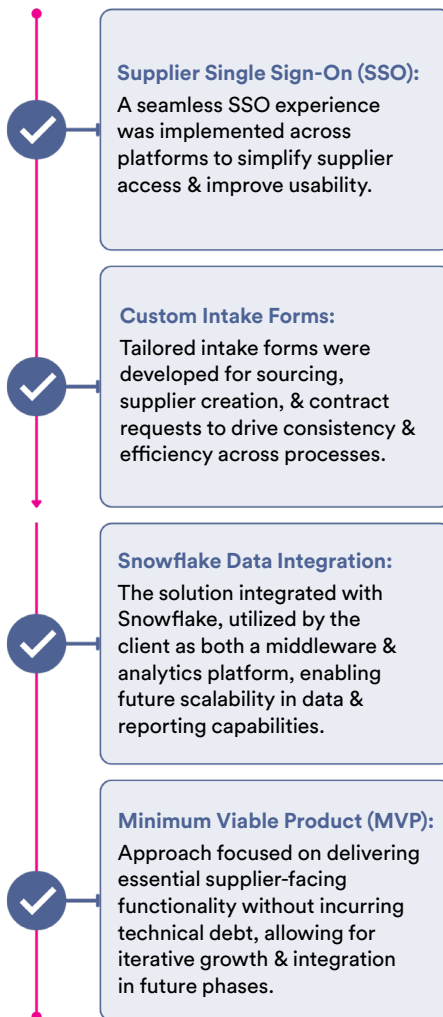 Supplier Single Sign-On (SSO):
A seamless SSO experience
was implemented across
platforms to simplify supplier
access & improve usability.
Custom Intake Forms:
Tailored intake forms were
developed for sourcing,
supplier creation, & contract
requests to drive consistency &
efficiency across processes.
Snowflake Data Integration:
The solution integrated with
Snowflake, utilized by the
client as both a middleware &
analytics platform, enabling
future scalability in data &
reporting capabilities.
Minimum Viable Product (MVP):
Approach focused on delivering
essential supplier-facing
functionality without incurring
technical debt, allowing for
iterative growth & integration
in future phases.